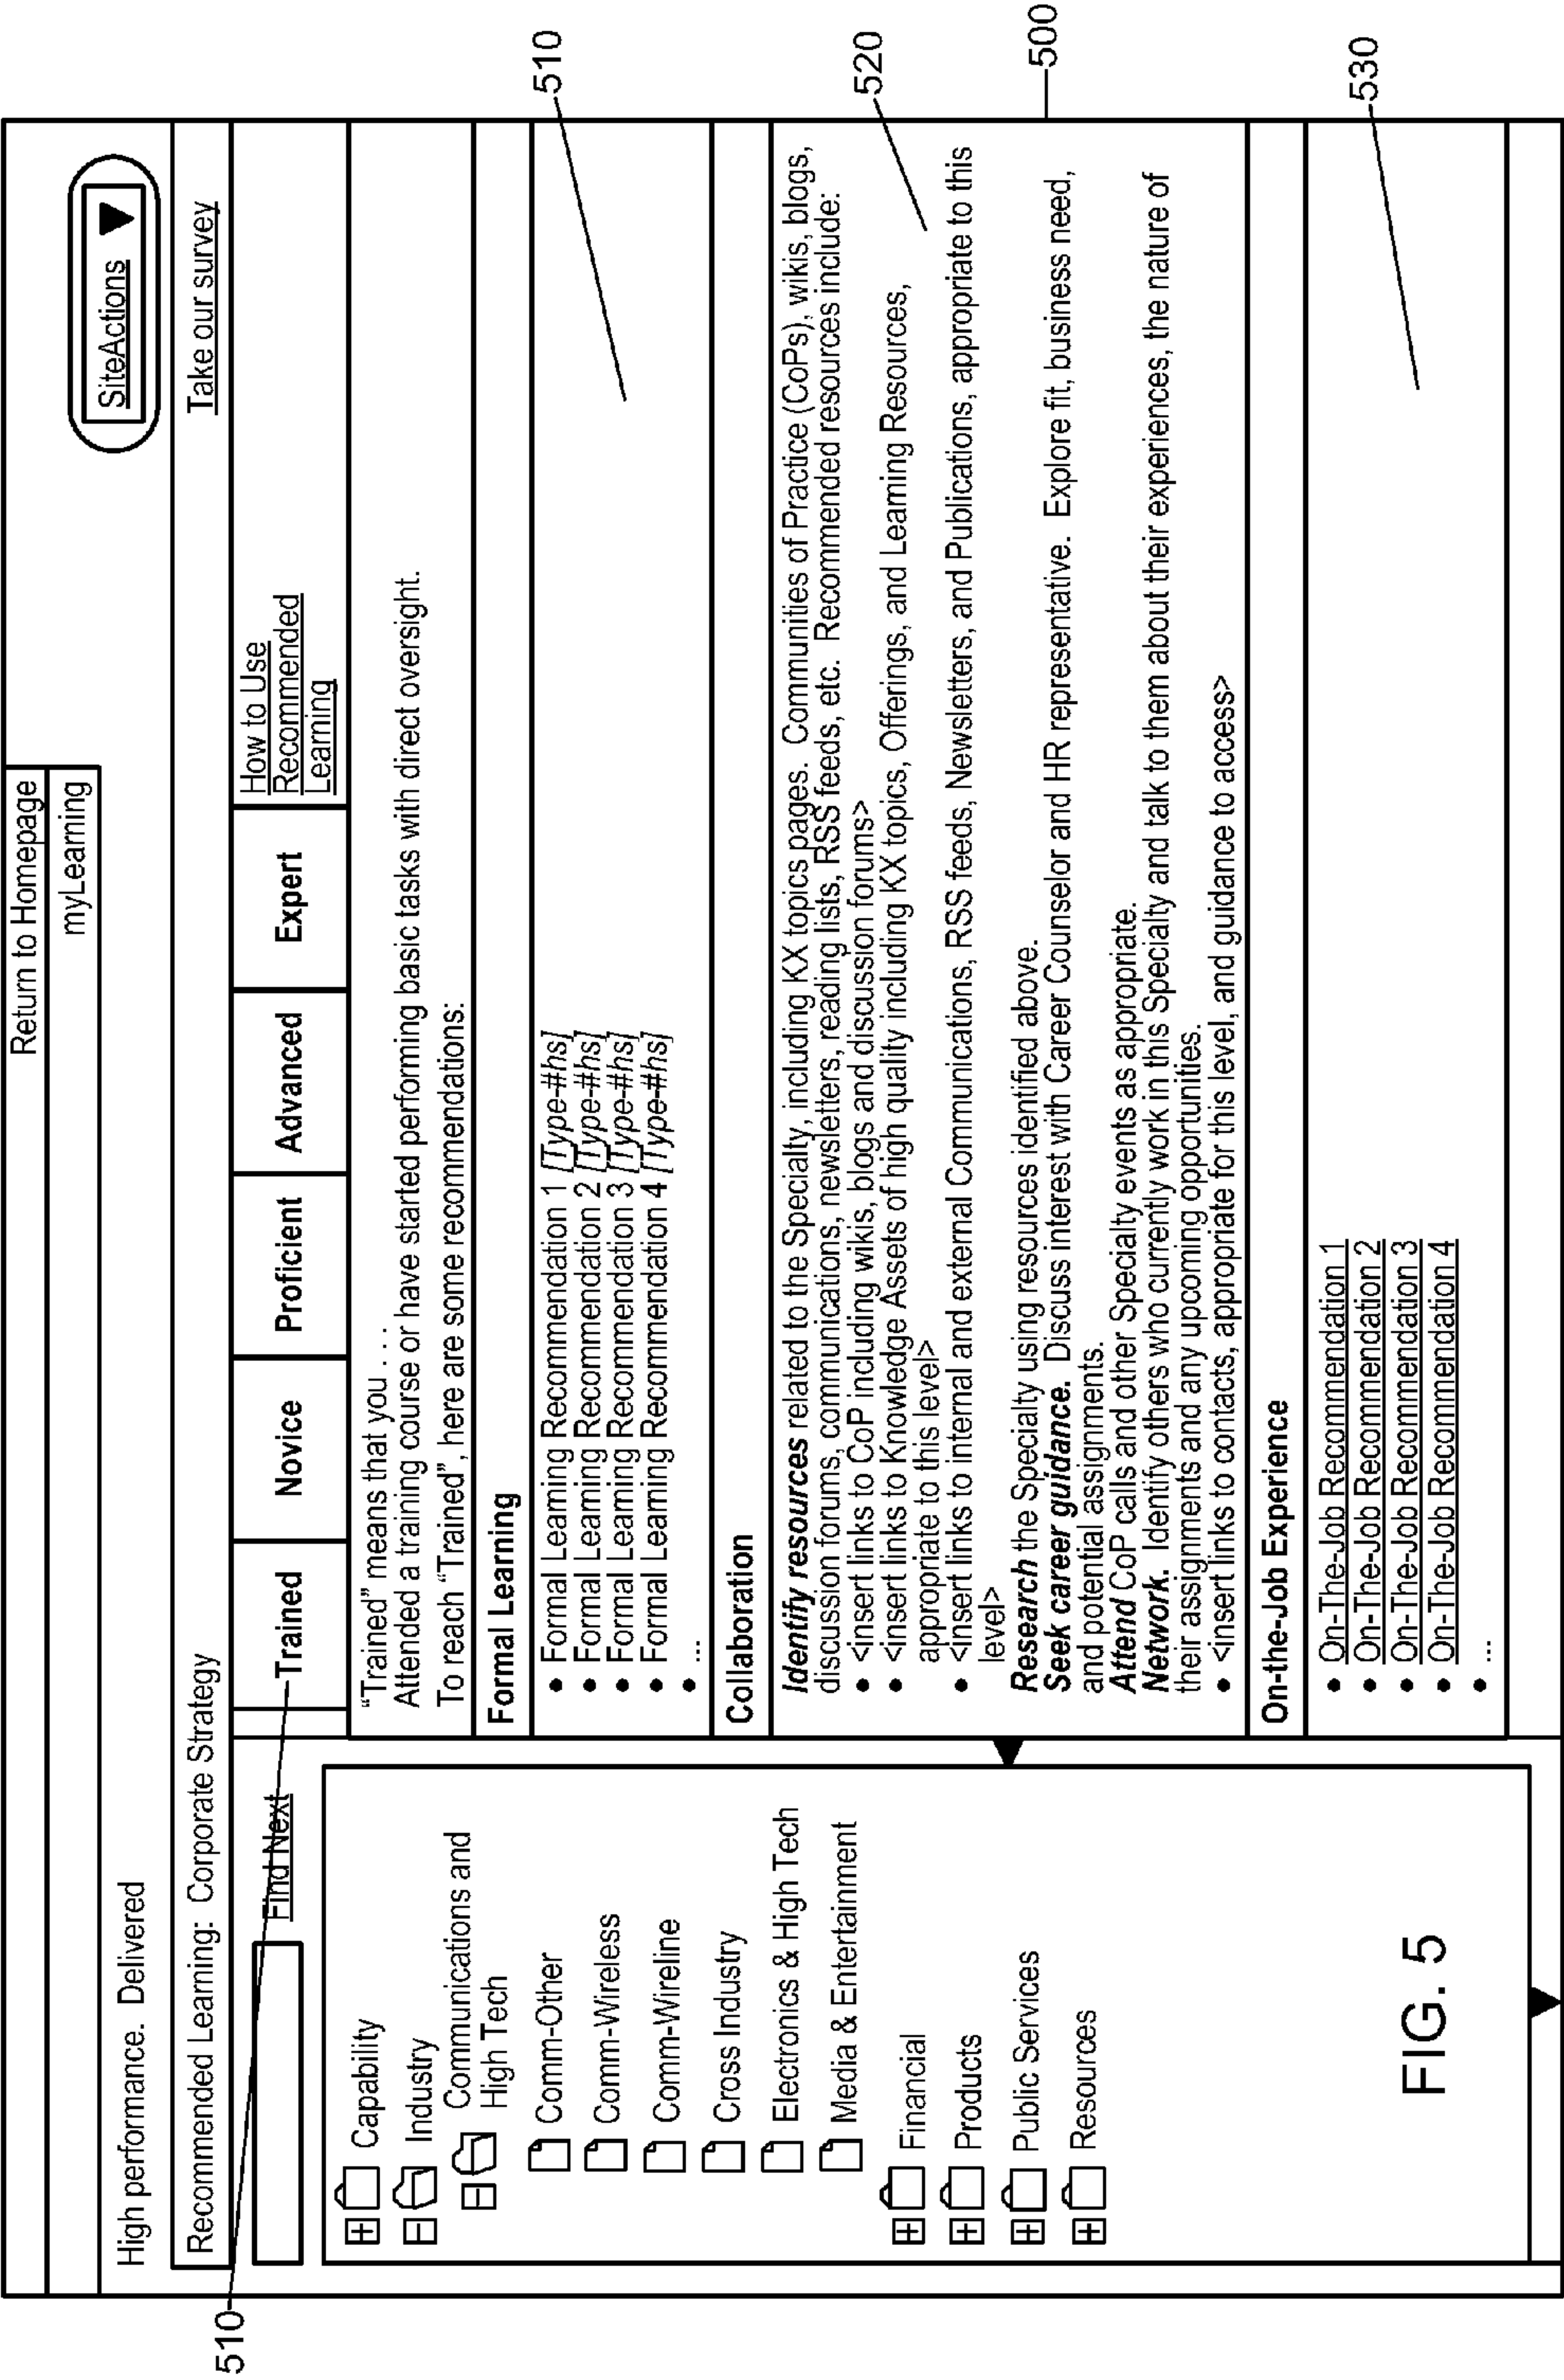 Return to Homepage
myLearning
High performance. Delivered
SiteActions
Recommended Learning: Corporate Strategy
Take our survey
510
Find Next
Trained
Novice
Proficient
Advanced
Expert
How to Use
Recommended
Learning
Capability
Industry
Communications and
High Tech
Comm-Other
Comm-Wireless
Comm-Wireline
Cross Industry
Electronics & High Tech
Media & Entertainment
Financial
Products
Public Services
Resources
“Trained” means that you . . .
Attended a training course or have started performing basic tasks with direct oversight.
To reach “Trained”, here are some recommendations:
Formal Learning
• Formal Learning Recommendation 1 [Type-#hs]
• Formal Learning Recommendation 2 [Type-#hs]
• Formal Learning Recommendation 3 [Type-#hs]
• Formal Learning Recommendation 4 [Type-#hs]
• ...
510
Collaboration
Identify resources related to the Specialty, including KX topics pages. Communities of Practice (CoPs), wikis, blogs,
discussion forums, communications, newsletters, reading lists, RSS feeds, etc. Recommended resources include:
• <insert links to CoP including wikis, blogs and discussion forums>
• <insert links to Knowledge Assets of high quality including KX topics, Offerings, and Learning Resources,
appropriate to this level>
• <insert links to internal and external Communications, RSS feeds, Newsletters, and Publications, appropriate to this
level>
Research the Specialty using resources identified above.
Seek career guidance. Discuss interest with Career Counselor and HR representative. Explore fit, business need,
and potential assignments.
Attend CoP calls and other Specialty events as appropriate.
Network. Identify others who currently work in this Specialty and talk to them about their experiences, the nature of
their assignments and any upcoming opportunities.
• <insert links to contacts, appropriate for this level, and guidance to access>
520
500
On-the-Job Experience
• On-The-Job Recommendation 1
• On-The-Job Recommendation 2
• On-The-Job Recommendation 3
• On-The-Job Recommendation 4
• ...
530
FIG. 5